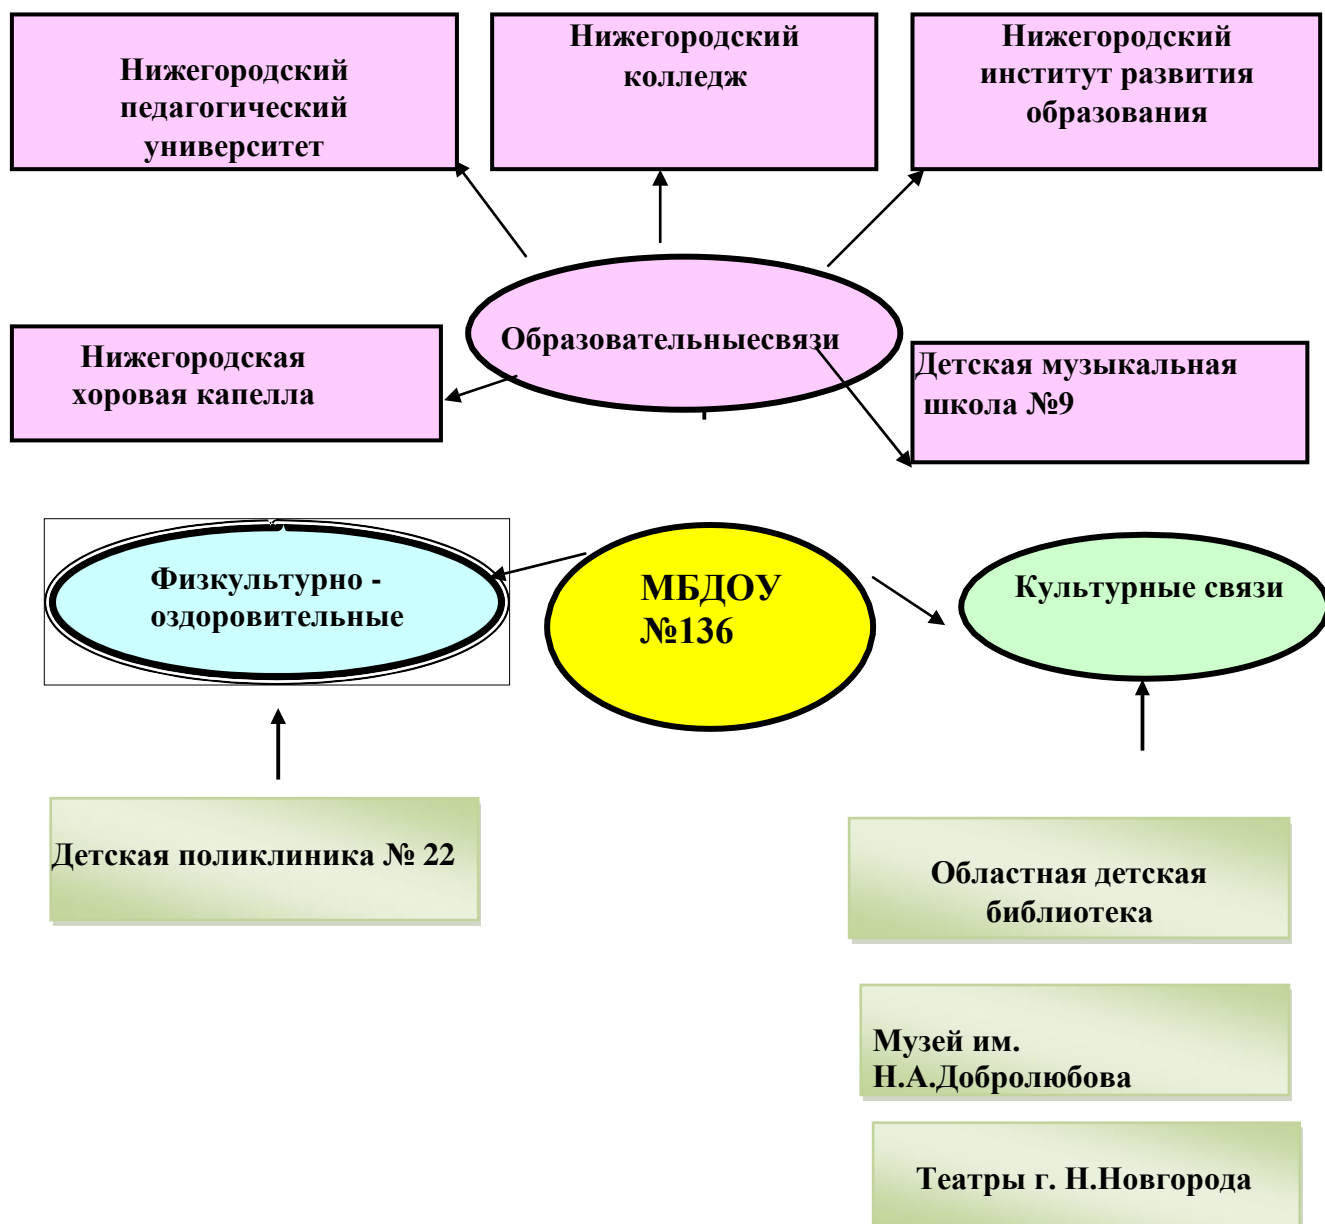 Нижегородский
педагогический
университет
Нижегородский
колледж
Нижегородский
институт развития
образования
Образовательныесвязи
Нижегородская
хоровая капелла
Детская музыкальная
школа №9
Физкультурно -
оздоровительные
МБДОУ
№136
Культурные связи
Детская поликлиника № 22
Областная детская
библиотека
Музей им.
Н.А.Добролюбова
Театры г. Н.Новгорода